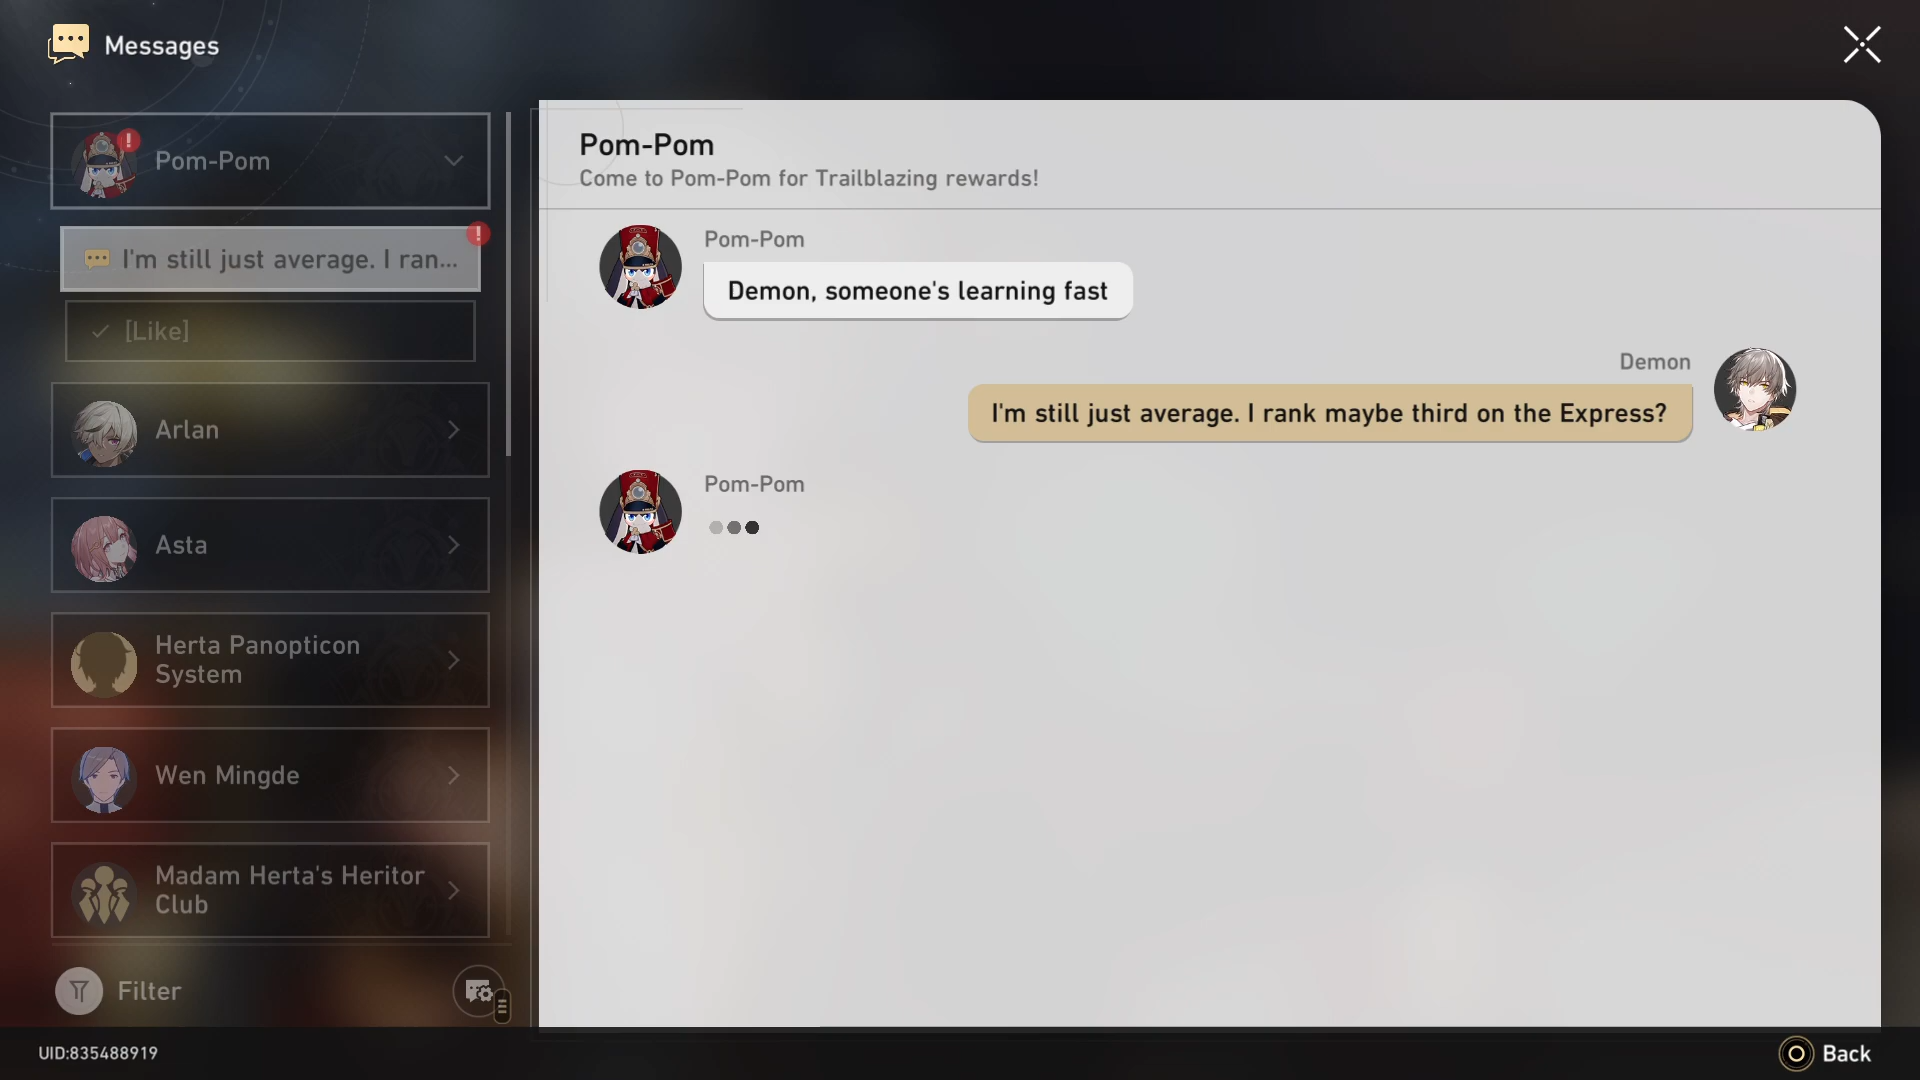 Messages
Pom-Pom
I'm still just average. I ran...
[Like]
Arlan
Asta
Herta Panopticon
System
Wen Mingde
Madam Herta's Heritor
Club
Filter
Pom-Pom
Come to Pom-Pom for Trailblazing rewards!
Pom-Pom
Demon, someone's learning fast
Demon
I'm still just average. I rank maybe third on the Express?
Pom-Pom
UID:835488919
Back